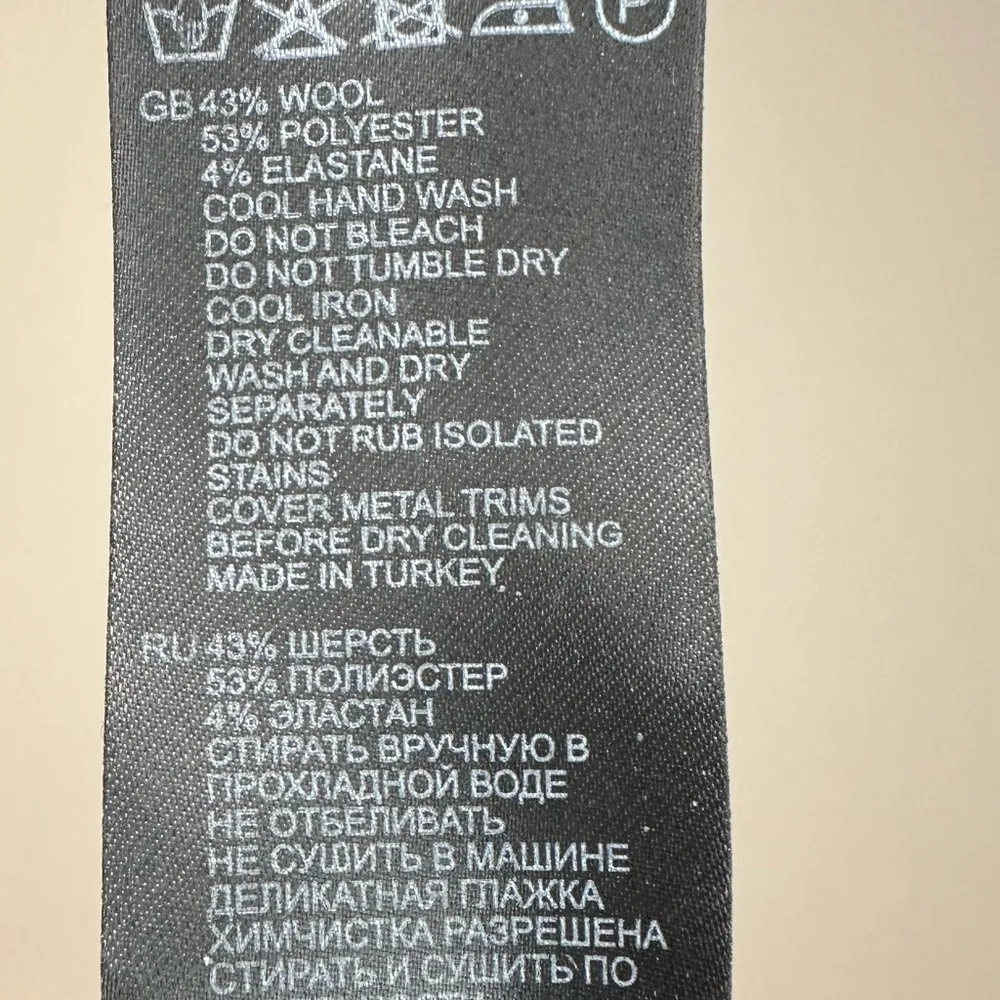 P
GB 43% WOOL
53% POLYESTER
4% ELASTANE
COOL HAND WASH
DO NOT BLEACH
DO NOT TUMBLE DRY
COOL IRON
DRY CLEANABLE
WASH AND DRY
SEPARATELY
DO NOT RUB ISOLATED
STAINS
COVER METAL TRIMS
BEFORE DRY CLEANING
MADE IN TURKEY
RU 43% ШЕРСТЬ
53% ПОЛИЭСТЕР
4% ЭЛАСТАН
СТИРАТЬ ВРУЧНУЮ В
ПРОХЛАДНОЙ ВОДЕ
НЕ ОТБЕЛИВАТЬ
НЕ СУШИТЬ В МАШИНЕ
ДЕЛИКАТНАЯ ГЛАЖКА
ХИМЧИСТКА РАЗРЕШЕНА
СТИРАТЬ И СУШИТЬ ПО